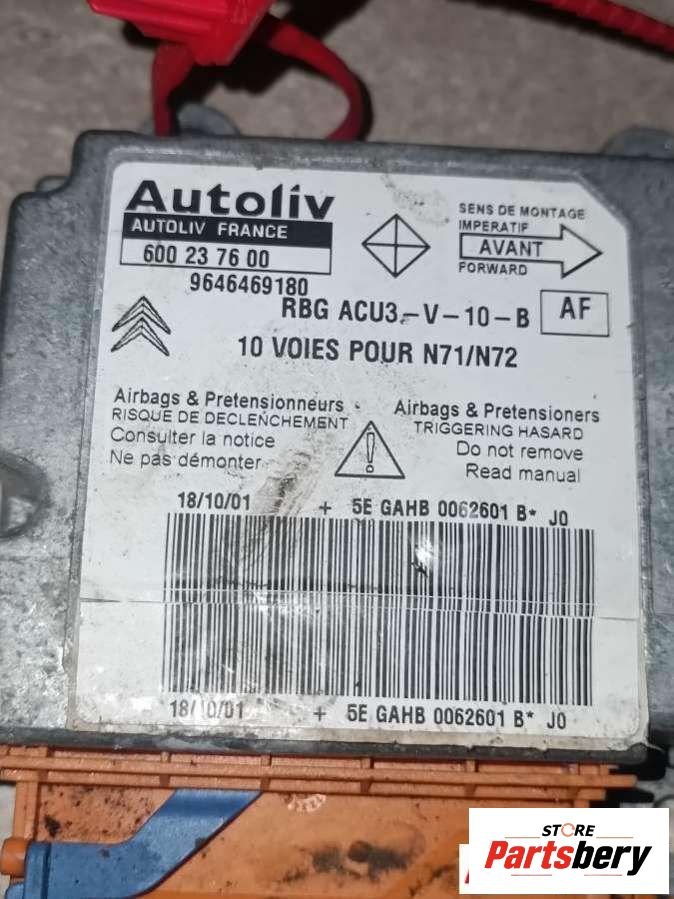 Autoliv
AUTOLIV FRANCE
600 23 76 00
9646469180
SENS DE MONTAGE
IMPERATIF
AVANT
FORWARD
RBG ACU3-V-10-B AF
10 VOIES POUR N71/N72
Airbags & Pretensionneurs
RISQUE DE DECLENCHEMENT
Consulter la notice
Ne pas démonter
Airbags & Pretensioners
TRIGGERING HASARD
Do not remove
Read manual
18/10/01 + 5E GAHB 0062601 B* J0
18/10/01 + 5E GAHB 0062601 B* J0
STORE
Partsbery